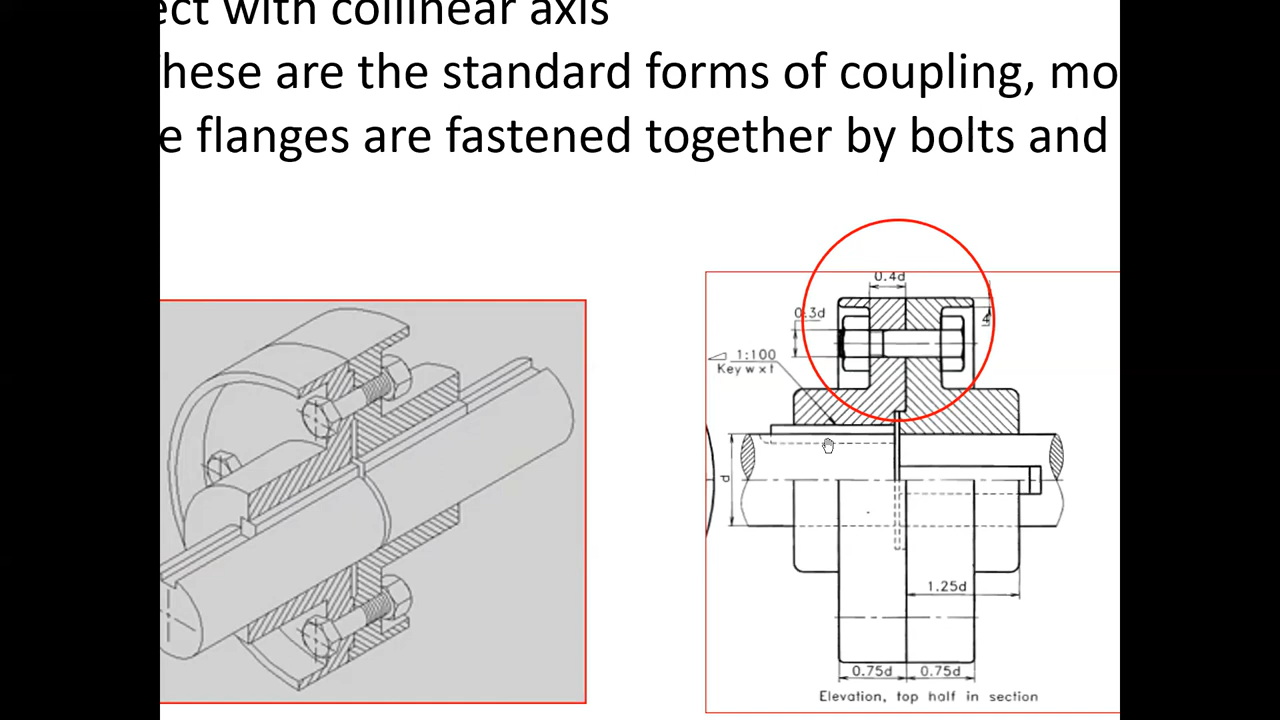 ect with collinear axis
hese are the standard forms of coupling, mo
e flanges are fastened together by bolts and
0.4d
0.3d
4
1:100
Key w x t
d
1.25d
0.75d 0.75d
Elevation, top half in section